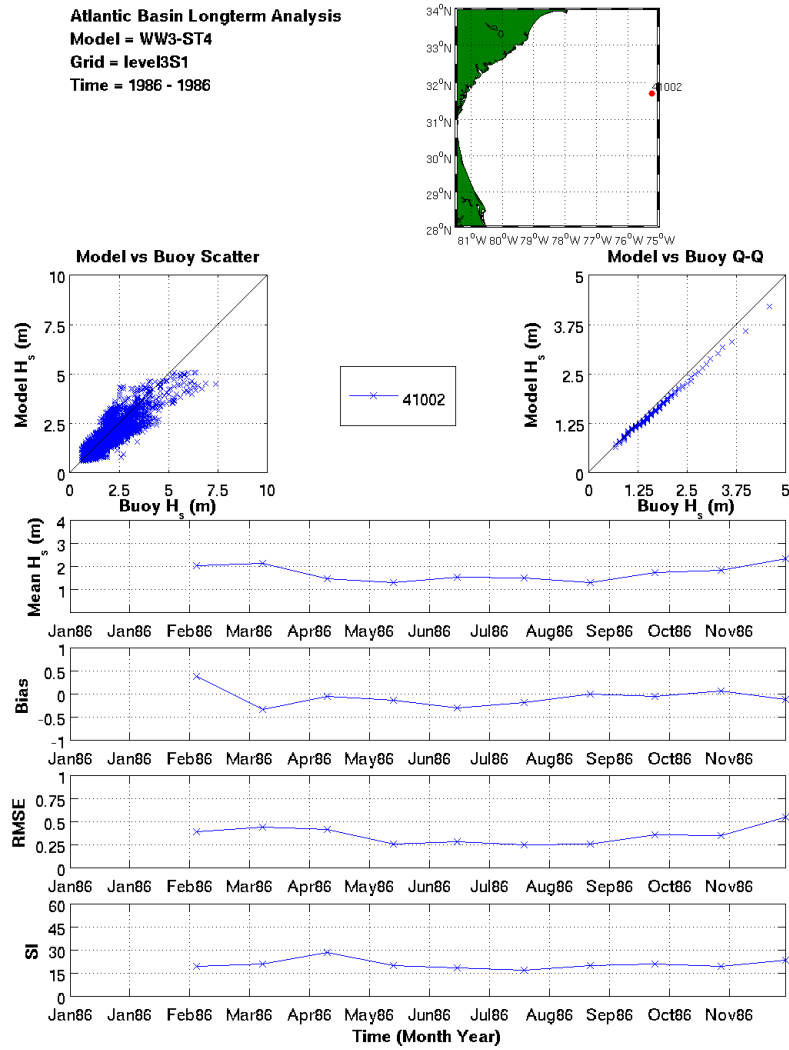 Atlantic Basin Longterm Analysis
Model = WW3-ST4
Grid = level3S1
Time = 1986 - 1986
34°N
33°N
32°N
31°N
30°N
29°N
28°N
41002
81°W 80°W 79°W 78°W 77°W 76°W 75°W
Model vs Buoy Scatter
10
7.5
5
2.5
0
Model Hs (m)
0 2.5 5 7.5 10
Buoy Hs (m)
41002
Model vs Buoy Q-Q
5
3.75
2.5
1.25
0
Model Hs (m)
0 1.25 2.5 3.75 5
Buoy Hs (m)
4
3
2
1
Mean Hs (m)
Jan86 Jan86 Feb86 Mar86 Apr86 May86 Jun86 Jul86 Aug86 Sep86 Oct86 Nov86
1
0.5
0
-0.5
-1
Bias
Jan86 Jan86 Feb86 Mar86 Apr86 May86 Jun86 Jul86 Aug86 Sep86 Oct86 Nov86
1
0.75
0.5
0.25
0
RMSE
Jan86 Jan86 Feb86 Mar86 Apr86 May86 Jun86 Jul86 Aug86 Sep86 Oct86 Nov86
60
45
30
15
0
SI
Jan86 Jan86 Feb86 Mar86 Apr86 May86 Jun86 Jul86 Aug86 Sep86 Oct86 Nov86
Time (Month Year)